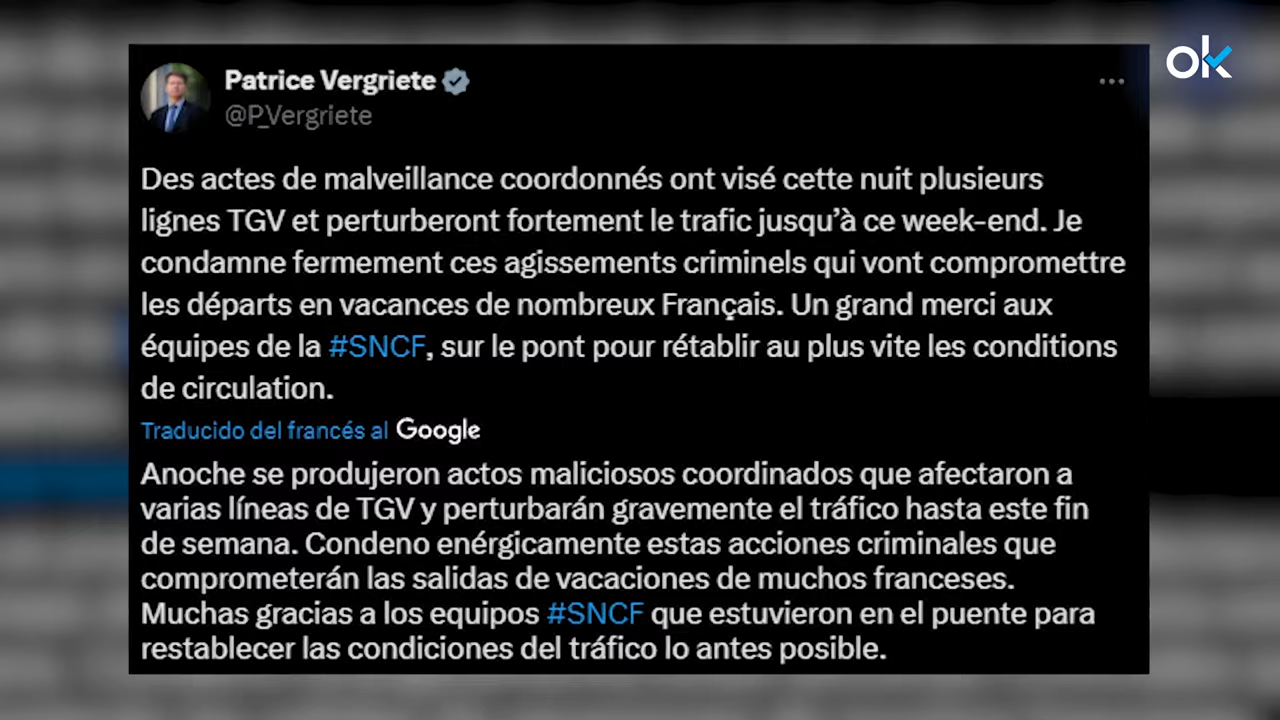 ok
Patrice Vergriete
@P_Vergriete
Des actes de malveillance coordonnés ont visé cette nuit plusieurs
lignes TGV et perturberont fortement le trafic jusqu’à ce week-end. Je
condamne fermement ces agissements criminels qui vont compromettre
les départs en vacances de nombreux Français. Un grand merci aux
équipes de la #SNCF, sur le pont pour rétablir au plus vite les conditions
de circulation.
Traducido del francés al Google
Anoche se produjeron actos maliciosos coordinados que afectaron a
varias líneas de TGV y perturbarán gravemente el tráfico hasta este fin
de semana. Condeno enérgicamente estas acciones criminales que
comprometerán las salidas de vacaciones de muchos franceses.
Muchas gracias a los equipos #SNCF que estuvieron en el puente para
restablecer las condiciones del tráfico lo antes posible.